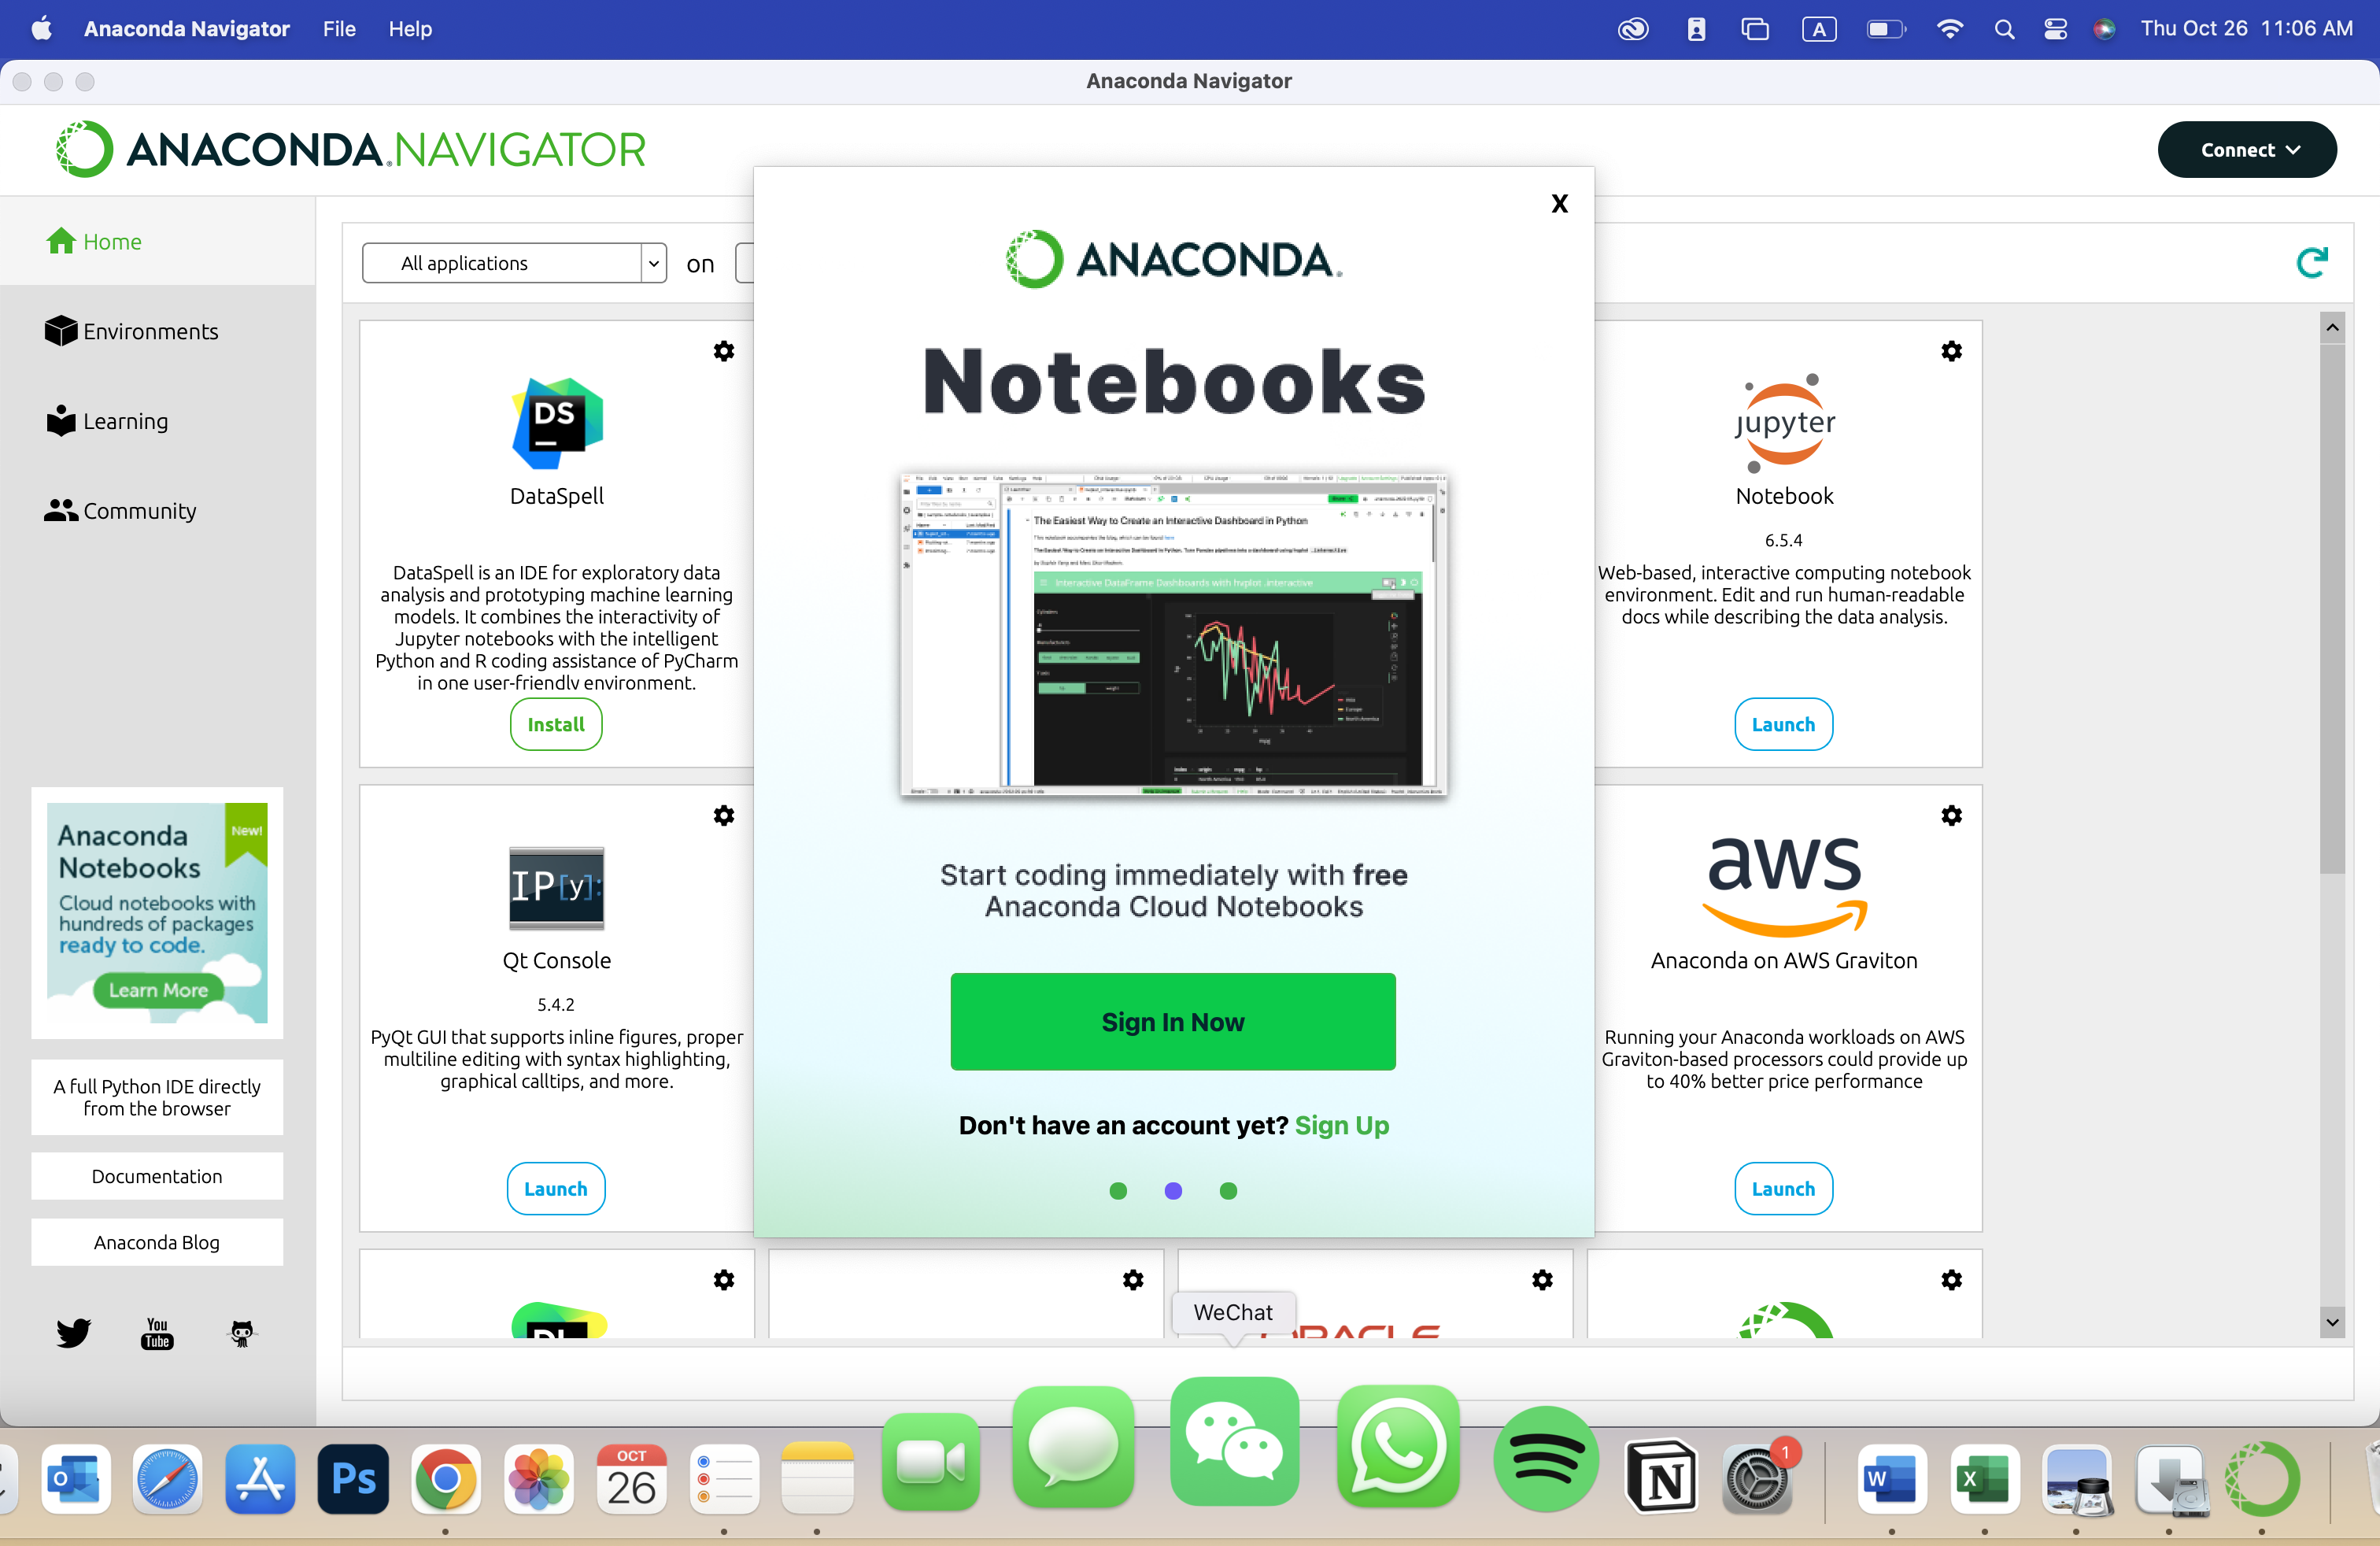 Anaconda Navigator File Help
A
Thu Oct 26 11:06 AM
Anaconda Navigator
ANACONDA.NAVIGATOR
Connect
Home
Environments
Learning
Community
Anaconda
Notebooks
New!
Cloud notebooks with
hundreds of packages
ready to code.
Learn More
A full Python IDE directly
from the browser
Documentation
Anaconda Blog
You
Tube
All applications
on
DS
DataSpell
DataSpell is an IDE for exploratory data
analysis and prototyping machine learning
models. It combines the interactivity of
Jupyter notebooks with the intelligent
Python and R coding assistance of PyCharm
in one user-friendly environment.
Install
IP[y]:
Qt Console
5.4.2
PyQt GUI that supports inline figures, proper
multiline editing with syntax highlighting,
graphical calltips, and more.
Launch
X
ANACONDA.
Notebooks
The Easiest Way to Create an Interactive Dashboard in Python
Interactive DataFrame Dashboards with hvplot .interactive
Start coding immediately with free
Anaconda Cloud Notebooks
Sign In Now
Don't have an account yet? Sign Up
jupyter
Notebook
6.5.4
Web-based, interactive computing notebook
environment. Edit and run human-readable
docs while describing the data analysis.
Launch
aws
Anaconda on AWS Graviton
Running your Anaconda workloads on AWS
Graviton-based processors could provide up
to 40% better price performance
Launch
WeChat
O
Ps
OCT
26
N
1
W
X